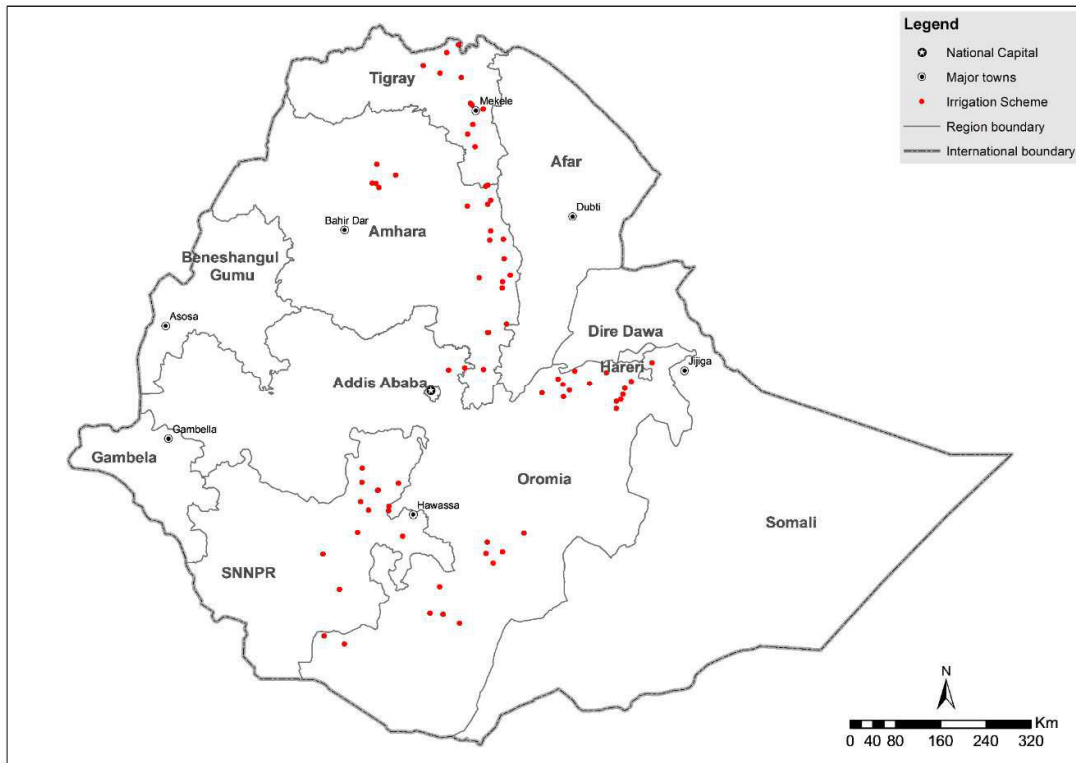 Legend
National Capital
Major towns
Irrigation Scheme
Region boundary
International boundary
Tigray
Mekele
Afar
Dubti
Bahir Dar
Amhara
Beneshangul
Gumu
Asosa
Dire Dawa
Hareri
Jijiga
Addis Ababa
Gambella
Gambela
Oromia
Hawassa
Somali
SNNPR
N
Km
0 40 80 160 240 320